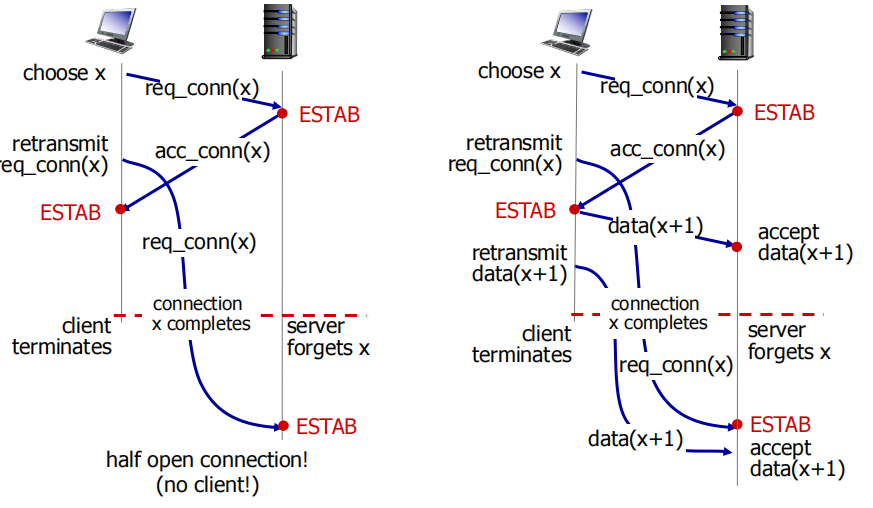 choose x
req_conn(x)
ESTAB
retransmit
req_conn(x)
acc_conn(x)
ESTAB
req_conn(x)
connection
x completes
client
terminates
server
forgets x
ESTAB
half open connection!
(no client!)
choose x
req_conn(x)
ESTAB
retransmit
req_conn(x)
acc_conn(x)
ESTAB
data(x+1)
accept
data(x+1)
retransmit
data(x+1)
connection
x completes
client
terminates
server
forgets x
req_conn(x)
ESTAB
data(x+1)
accept
data(x+1)